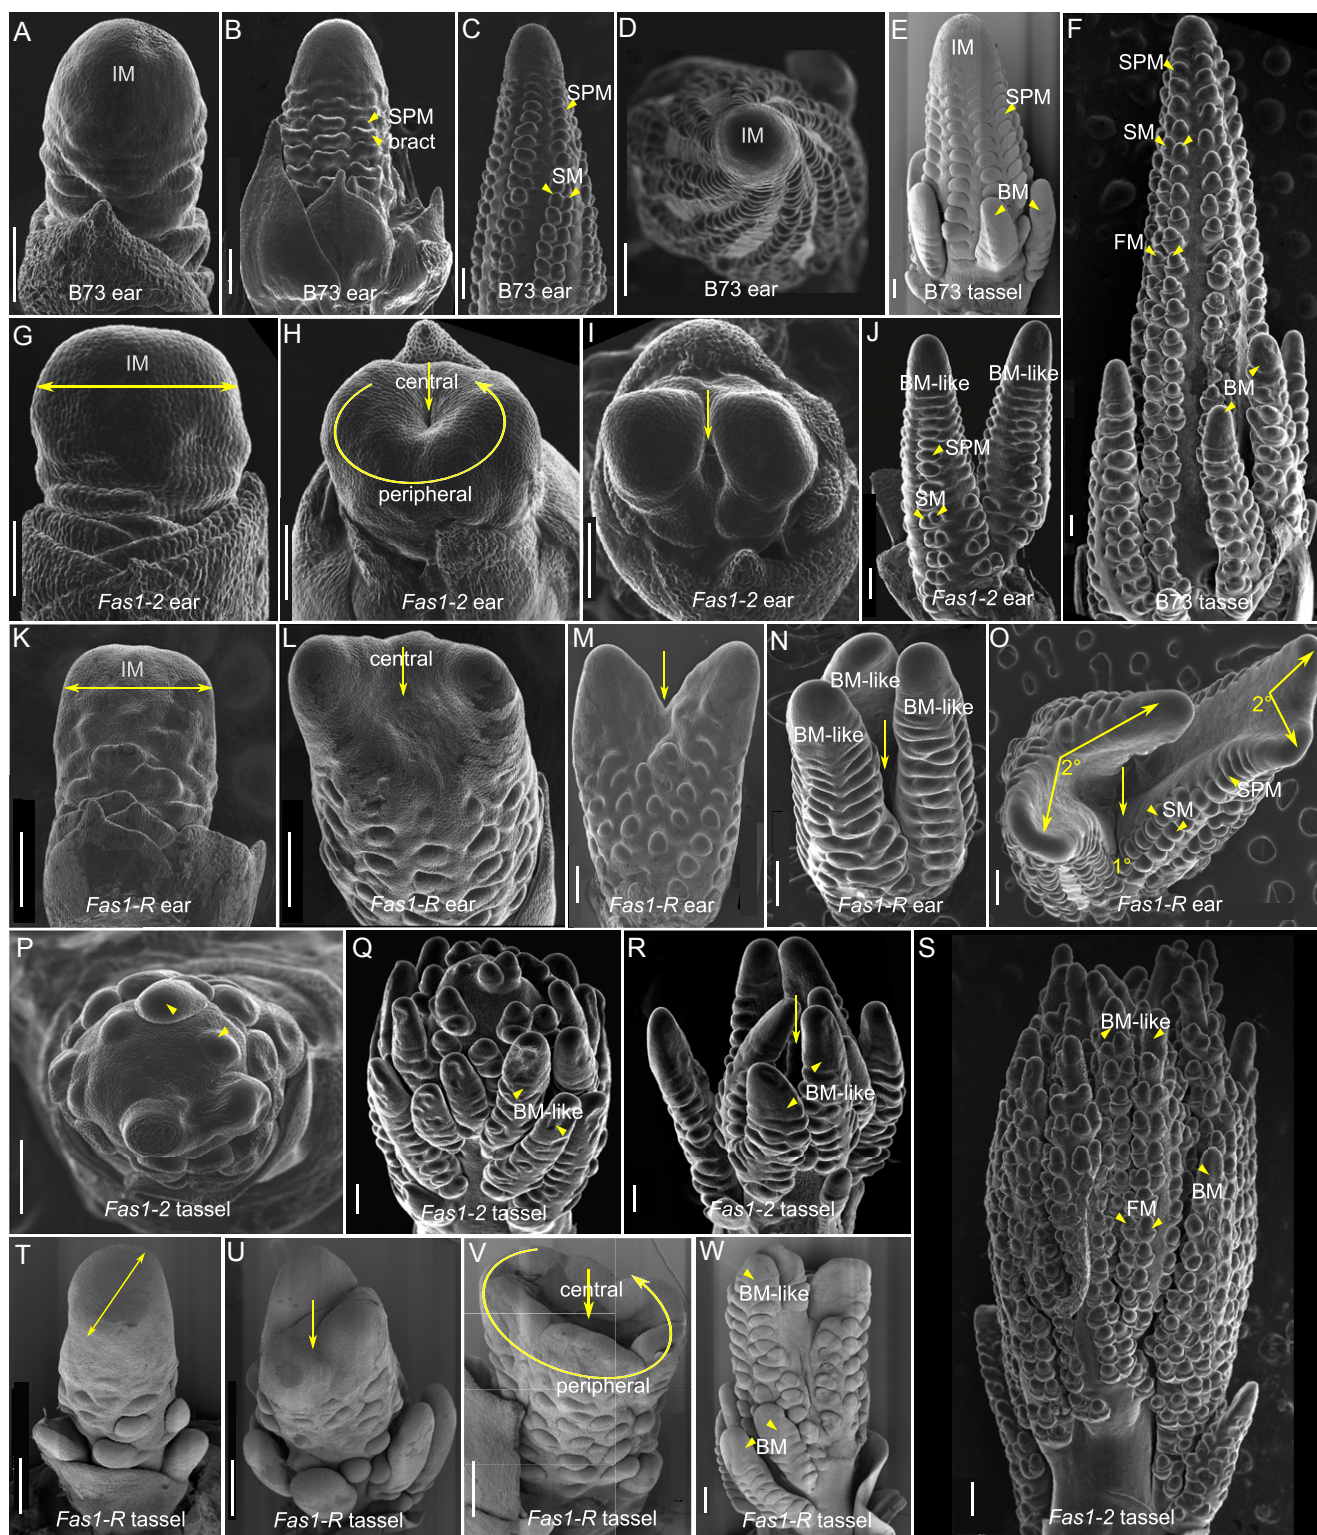 A
IM
B73 ear
B
SPM
bract
B73 ear
C
SPM
SM
B73 ear
D
IM
B73 ear
E
IM
SPM
BM
B73 tassel
F
SPM
SM
FM
BM
B73 tassel
G
IM
Fas1-2 ear
H
central
peripheral
Fas1-2 ear
I
Fas1-2 ear
J
BM-like
BM-like
SPM
SM
Fas1-2 ear
K
IM
Fas1-R ear
L
central
Fas1-R ear
M
Fas1-R ear
N
BM-like
BM-like
BM-like
Fas1-R ear
O
2°
2°
SPM
SM
1°
Fas1-R ear
P
Fas1-2 tassel
Q
BM-like
Fas1-2 tassel
R
BM-like
Fas1-2 tassel
S
BM-like
BM
FM
Fas1-2 tassel
T
Fas1-R tassel
U
Fas1-R tassel
V
central
peripheral
Fas1-R tassel
W
BM-like
BM
Fas1-R tassel